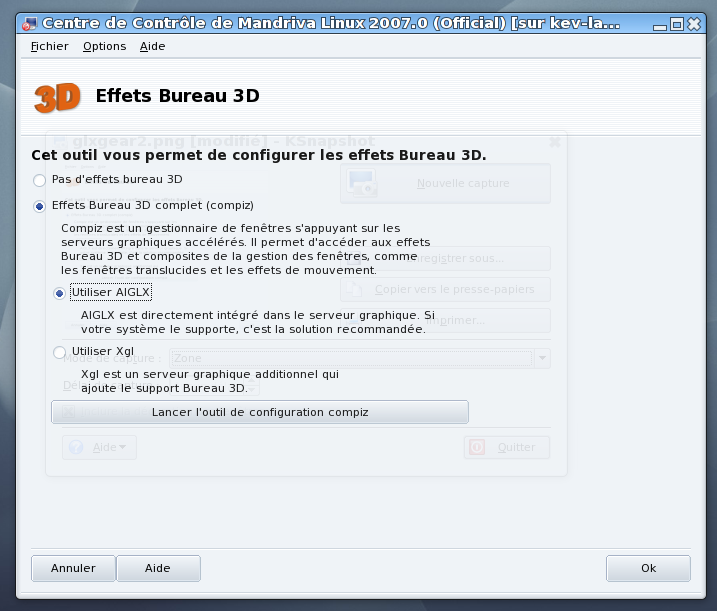 Centre de Contrôle de Mandriva Linux 2007.0 (Official) [sur kev-la...
Fichier Options Aide
3D Effets Bureau 3D
glxgear2.png [modifié] - KSnapshot
Cet outil vous permet de configurer les effets Bureau 3D.
Pas d'effets bureau 3D
Nouvelle capture
Effets Bureau 3D complet (compiz)
Compiz est un gestionnaire de fenêtres s'appuyant sur les
serveurs graphiques accélérés. Il permet d'accéder aux effets
Bureau 3D et composites de la gestion des fenêtres, comme
les fenêtres translucides et les effets de mouvement.
Enregistrer sous...
Utiliser AIGLX
Copier vers le presse-papiers
AIGLX est directement intégré dans le serveur graphique. Si
votre système le supporte, c'est la solution recommandée.
Imprimer...
Utiliser Xgl
Mode de capture : Zone
Xgl est un serveur graphique additionnel qui
ajoute le support Bureau 3D.
Lancer l'outil de configuration compiz
Aide Quitter
Annuler Aide Ok